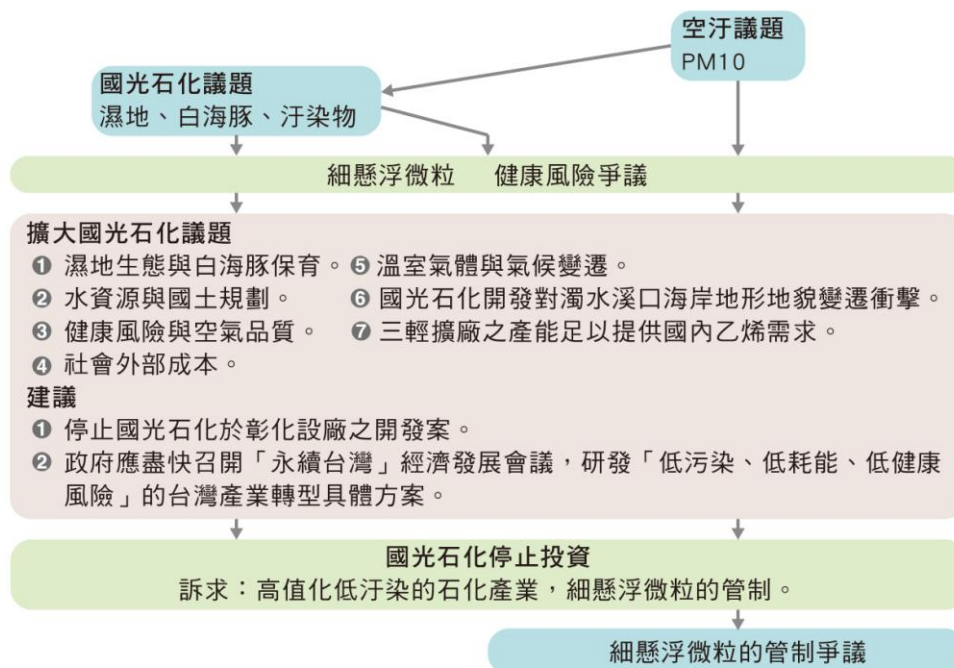 空汙議題
PM10
國光石化議題
濕地、白海豚、汙染物
細懸浮微粒　健康風險爭議
擴大國光石化議題
❶ 濕地生態與白海豚保育。
❷ 水資源與國土規劃。
❸ 健康風險與空氣品質。
❹ 社會外部成本。
❺ 溫室氣體與氣候變遷。
❻ 國光石化開發對濁水溪口海岸地形地貌變遷衝擊。
❼ 三輕擴廠之產能足以提供國內乙烯需求。
建議
❶ 停止國光石化於彰化設廠之開發案。
❷ 政府應盡快召開「永續台灣」經濟發展會議，研發「低污染、低耗能、低健康
風險」的台灣產業轉型具體方案。
國光石化停止投資
訴求：高值化低汙染的石化產業，細懸浮微粒的管制。
細懸浮微粒的管制爭議